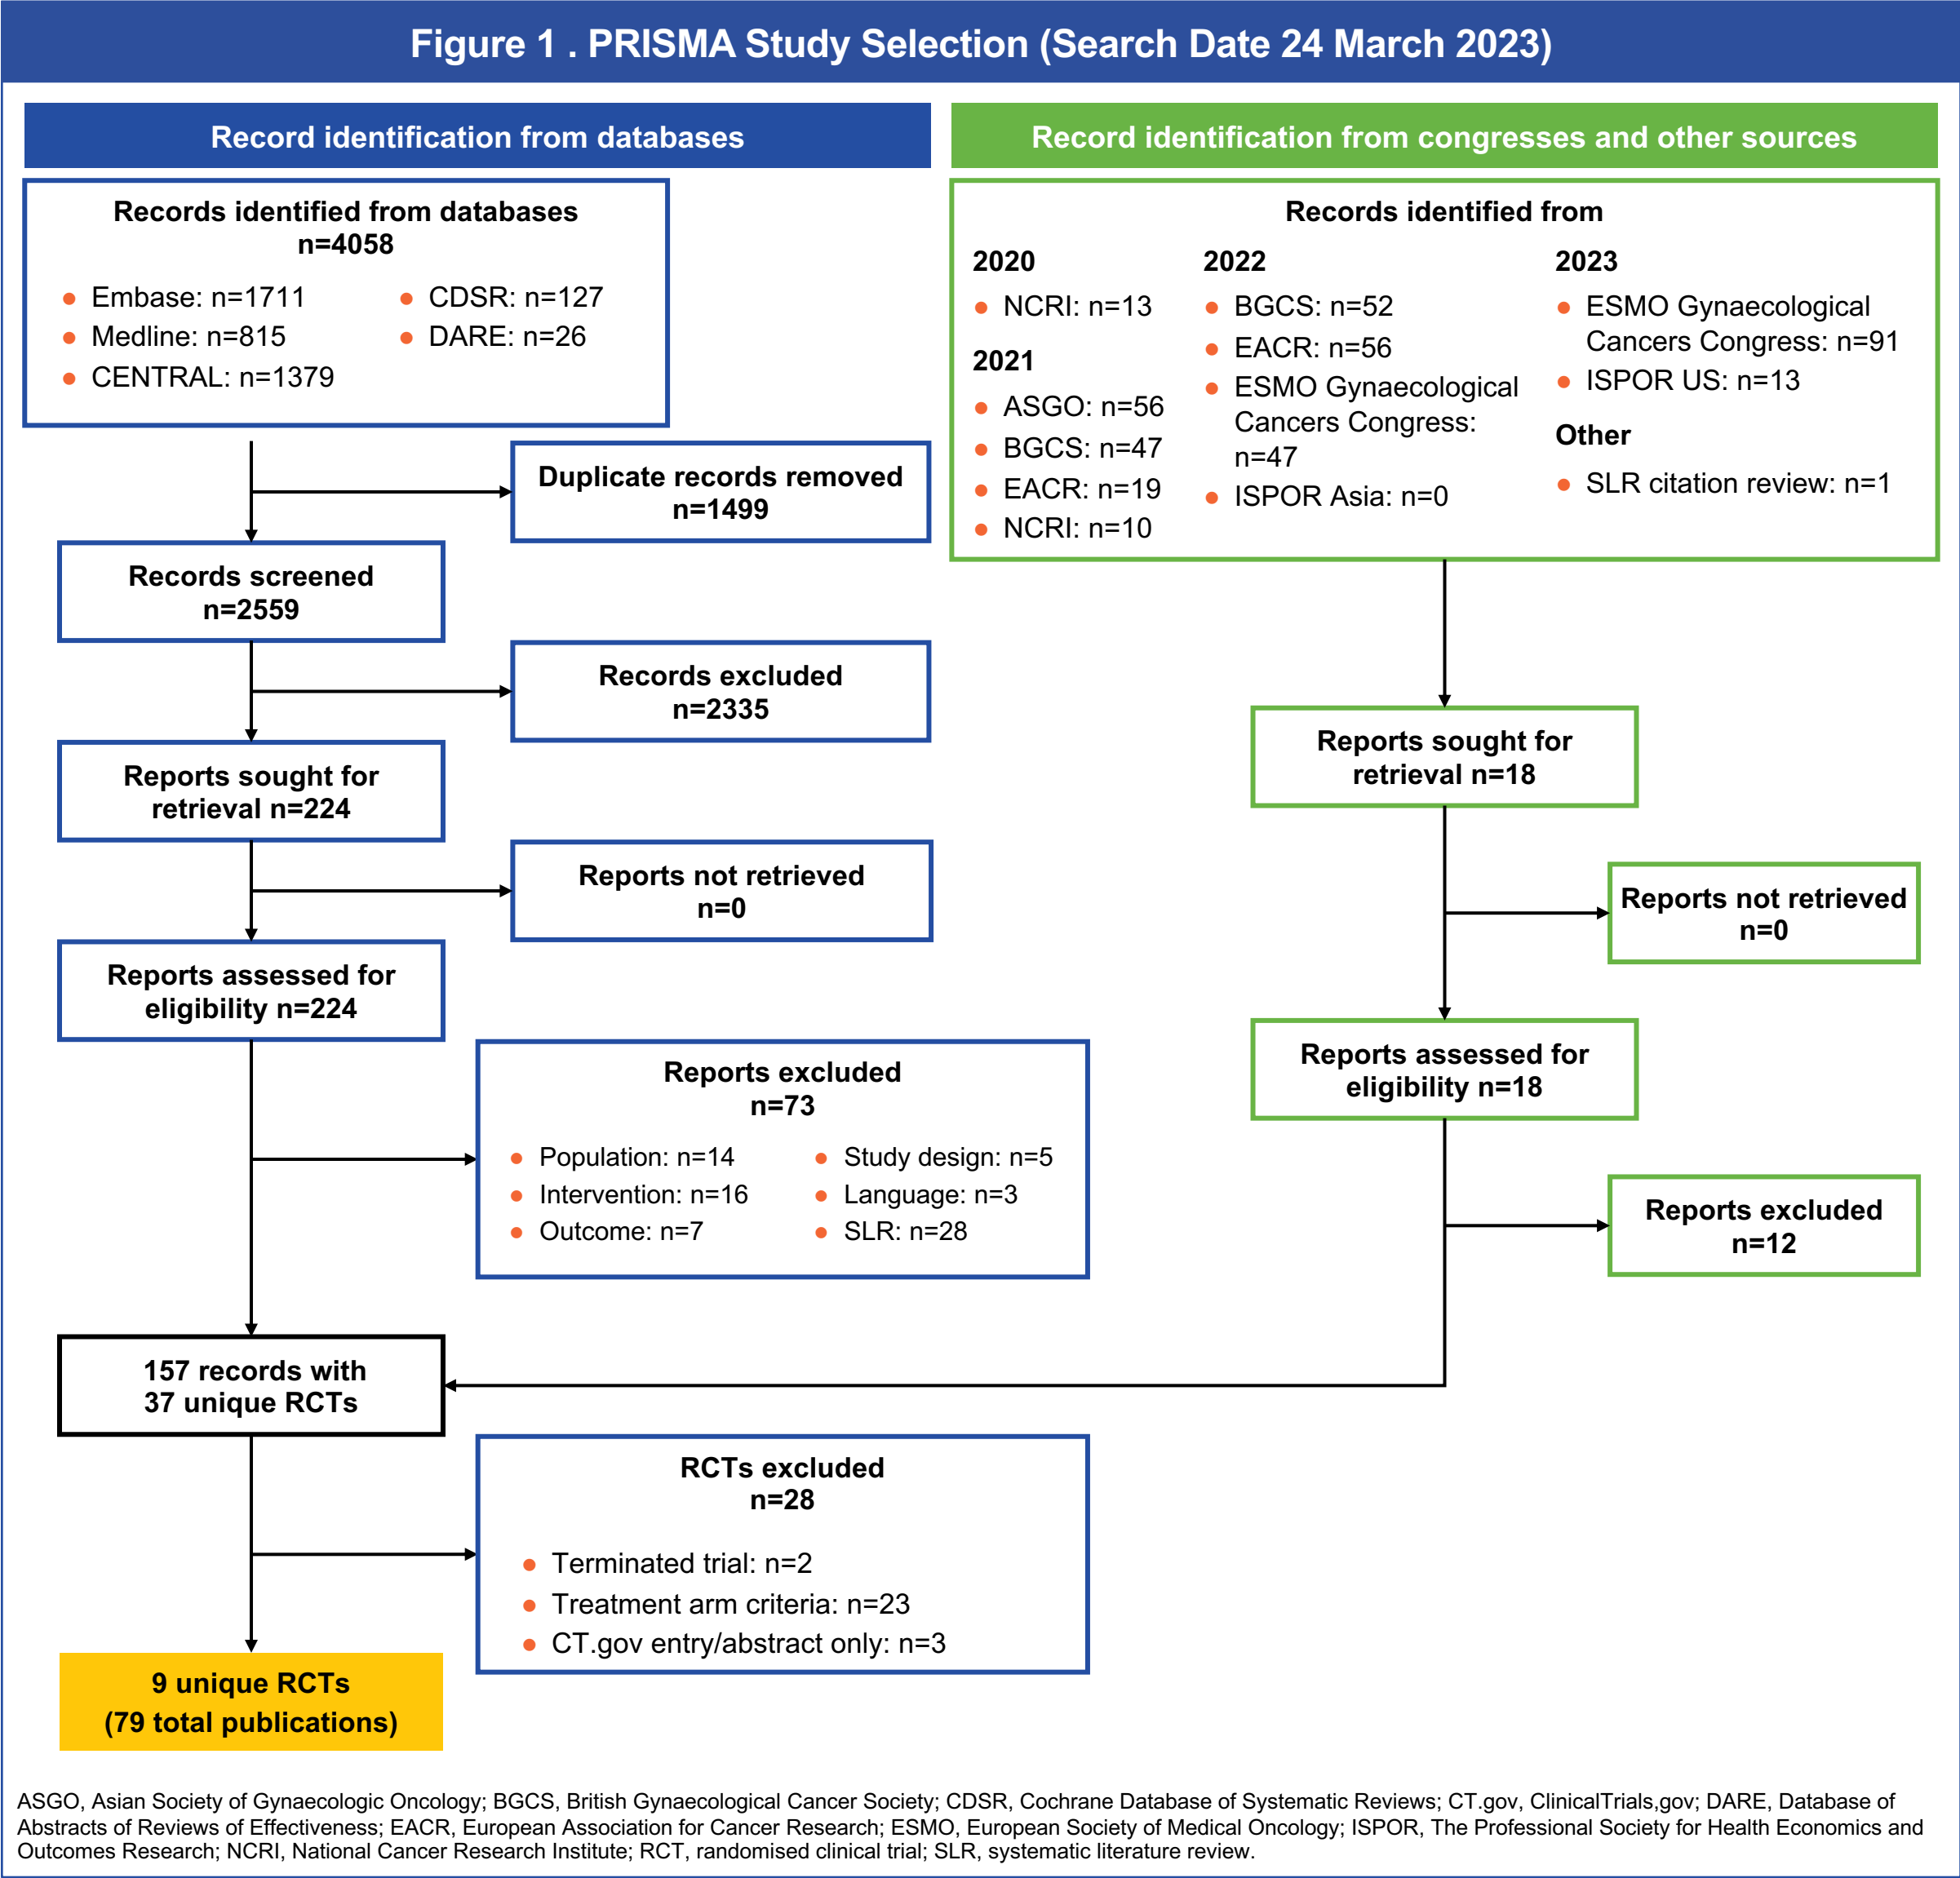 Figure 1 . PRISMA Study Selection (Search Date 24 March 2023)
Record identification from databases
Records identified from databases
n=4058
Embase: n=1711
Medline: n=815
CENTRAL: n=1379
CDSR: n=127
DARE: n=26
Duplicate records removed
n=1499
Records screened
n=2559
Records excluded
n=2335
Reports sought for
retrieval n=224
Reports not retrieved
n=0
Reports assessed for
eligibility n=224
Reports excluded
n=73
Population: n=14
Intervention: n=16
Outcome: n=7
Study design: n=5
Language: n=3
SLR: n=28
Record identification from congresses and other sources
Records identified from
2020
NCRI: n=13
2021
ASGO: n=56
BGCS: n=47
EACR: n=19
NCRI: n=10
2022
BGCS: n=52
EACR: n=56
ESMO Gynaecological
Cancers Congress:
n=47
ISPOR Asia: n=0
2023
ESMO Gynaecological
Cancers Congress: n=91
ISPOR US: n=13
Other
SLR citation review: n=1
Reports sought for
retrieval n=18
Reports not retrieved
n=0
Reports assessed for
eligibility n=18
Reports excluded
n=12
157 records with
37 unique RCTs
RCTs excluded
n=28
Terminated trial: n=2
Treatment arm criteria: n=23
CT.gov entry/abstract only: n=3
9 unique RCTs
(79 total publications)
ASGO, Asian Society of Gynaecologic Oncology; BGCS, British Gynaecological Cancer Society; CDSR, Cochrane Database of Systematic Reviews; CT.gov, ClinicalTrials,gov; DARE, Database of
Abstracts of Reviews of Effectiveness; EACR, European Association for Cancer Research; ESMO, European Society of Medical Oncology; ISPOR, The Professional Society for Health Economics and
Outcomes Research; NCRI, National Cancer Research Institute; RCT, randomised clinical trial; SLR, systematic literature review.